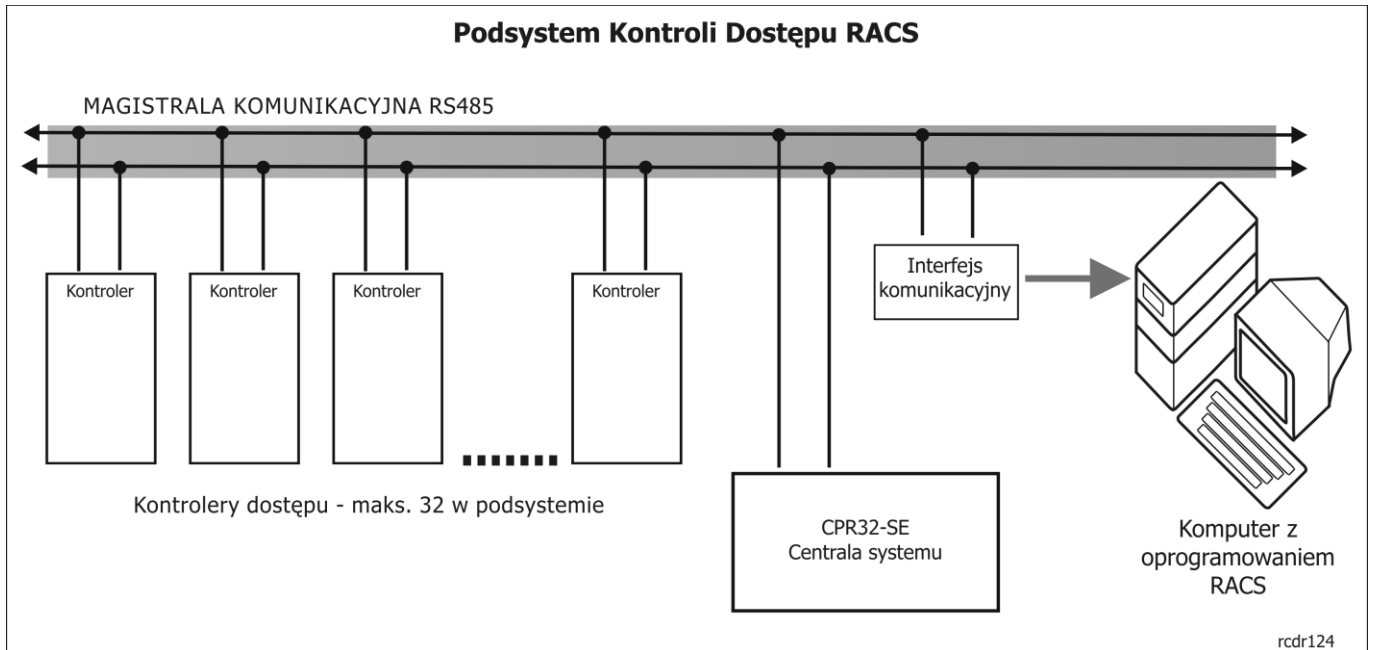 Podsystem Kontroli Dostępu RACS
MAGISTRALA KOMUNIKACYJNA RS485
Kontroler
Kontroler
Kontroler
Kontroler
Interfejs
komunikacyjny
Kontrolery dostępu - maks. 32 w podsystemie
CPR32-SE
Centrala systemu
Komputer z
oprogramowaniem
RACS
rcdr124